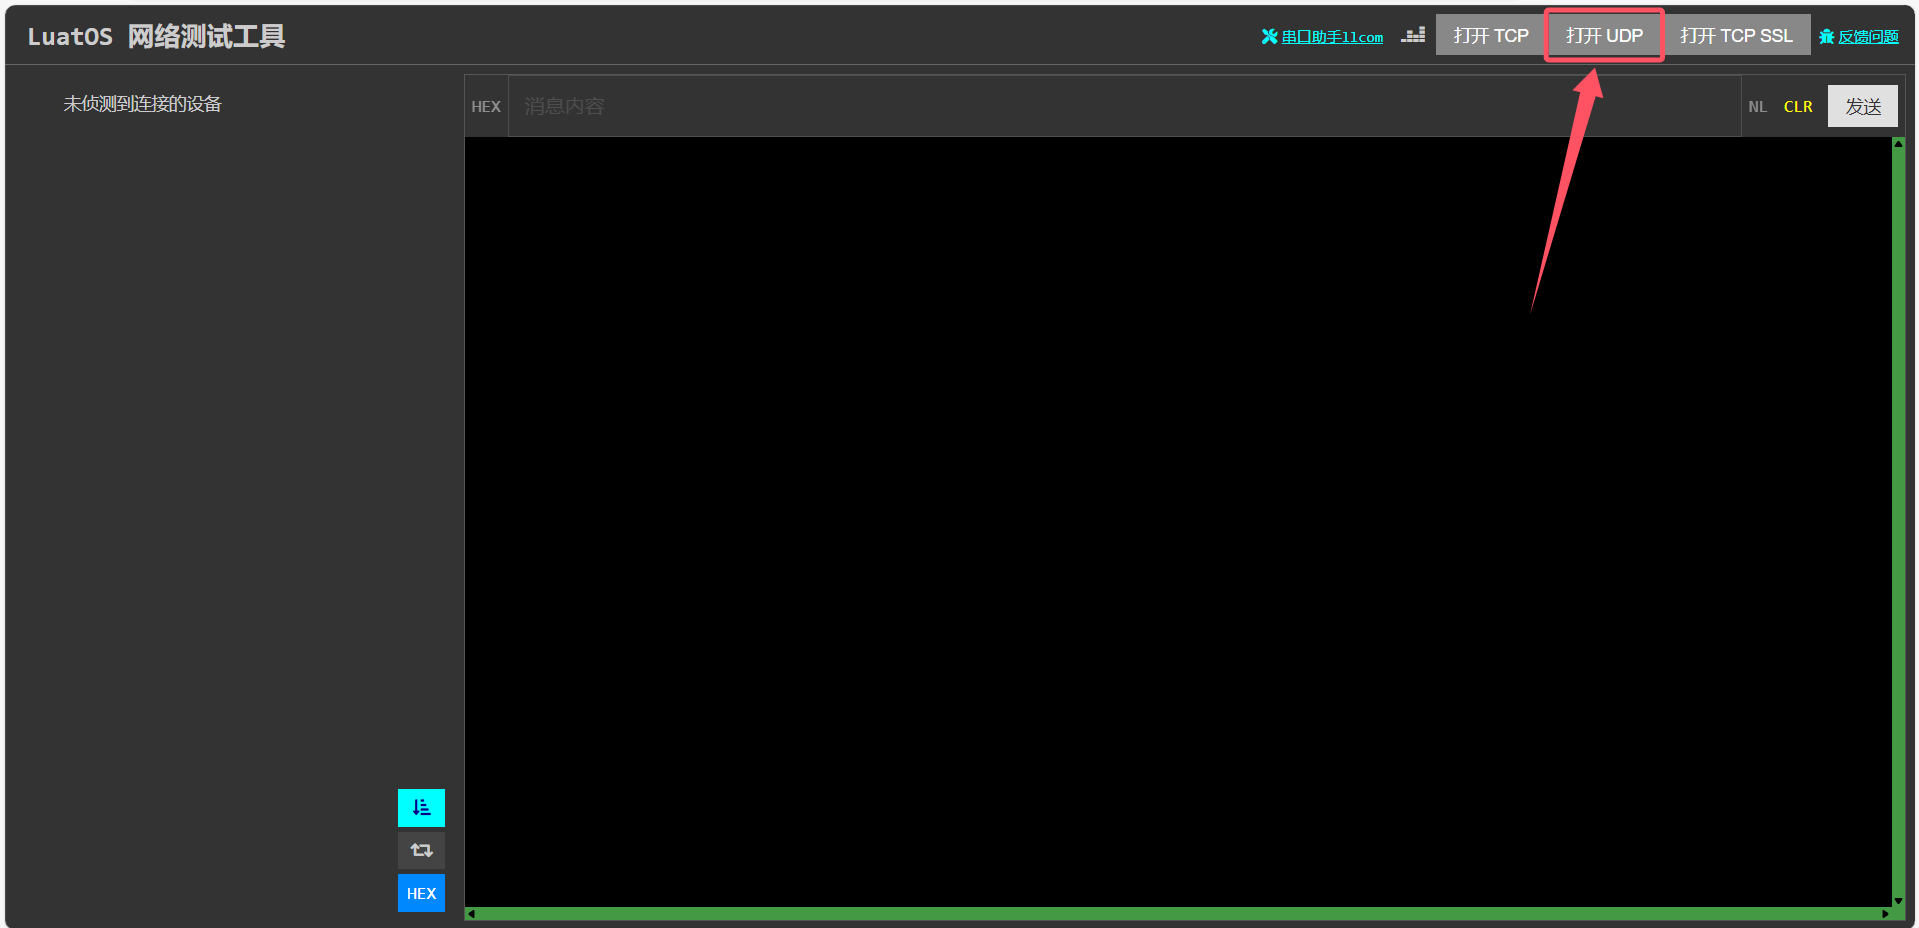 LuatOS 网络测试工具
串口助手llcom
打开 TCP
打开 UDP
打开 TCP SSL
反馈问题
未侦测到连接的设备
HEX
消息内容
NL
CLR
发送
HEX